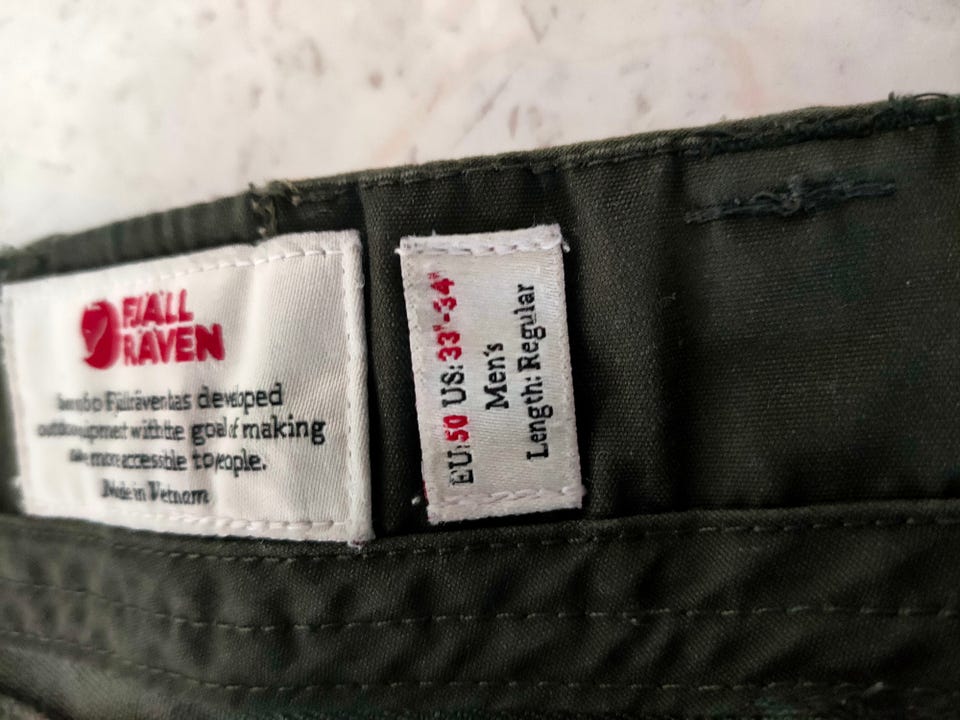 FJÄLL
RÄVEN
Fjällräven has developed
with the goal of making
more accessible to people.
Made in Vietnam
EU:50 US:33"-34"
Men's
Length: Regular